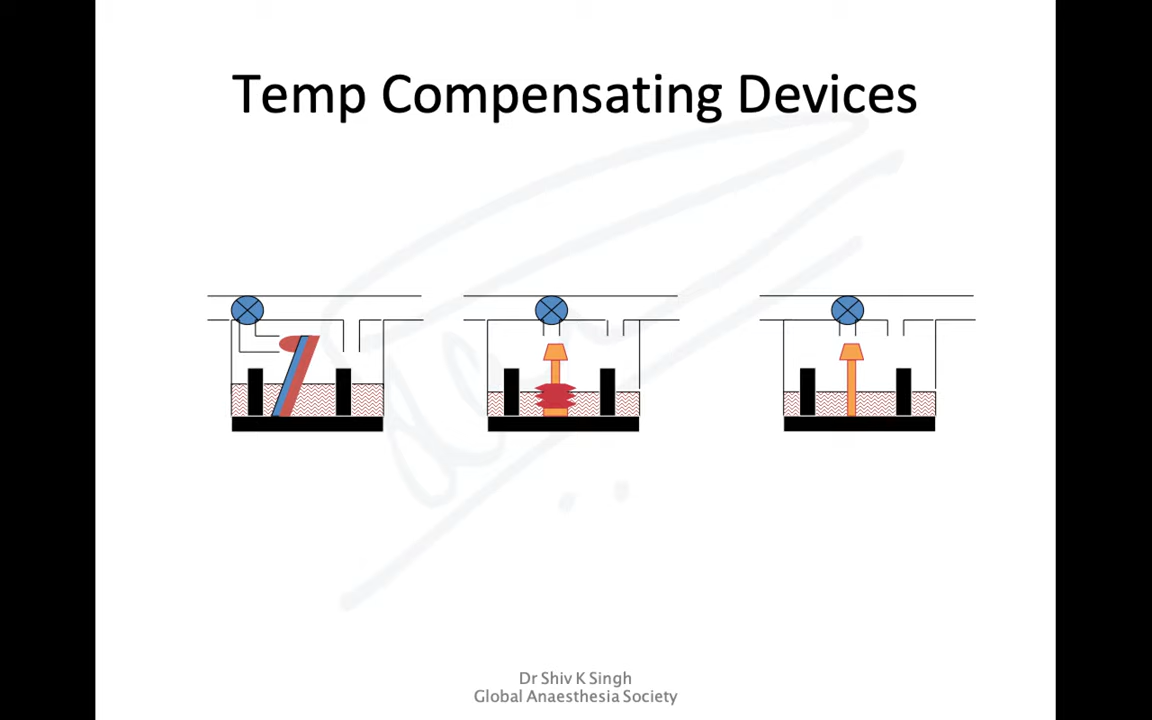 Temp Compensating Devices
Dr Shiv K Singh
Global Anaesthesia Society